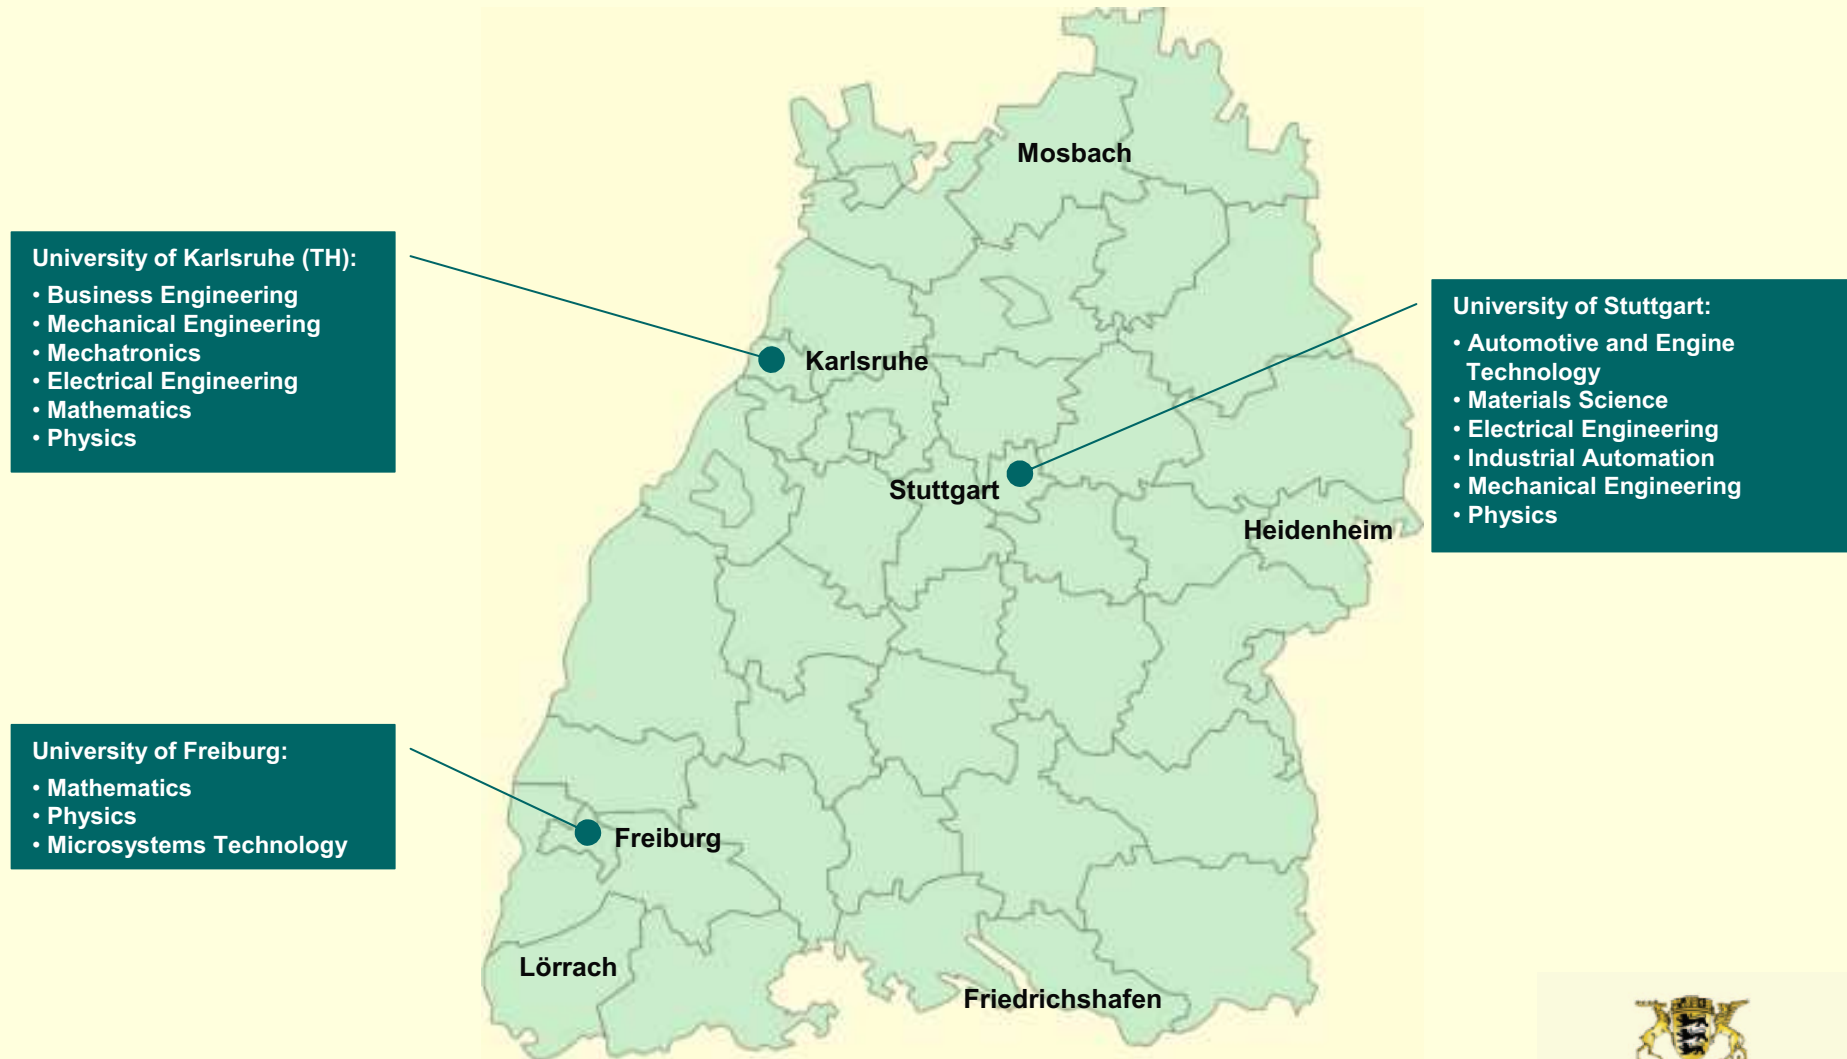 Mosbach
University of Karlsruhe (TH):
• Business Engineering
• Mechanical Engineering
• Mechatronics
• Electrical Engineering
• Mathematics
• Physics
Karlsruhe
University of Stuttgart:
• Automotive and Engine
Technology
• Materials Science
• Electrical Engineering
• Industrial Automation
• Mechanical Engineering
• Physics
Stuttgart
Heidenheim
University of Freiburg:
• Mathematics
• Physics
• Microsystems Technology
Freiburg
Lörrach
Friedrichshafen